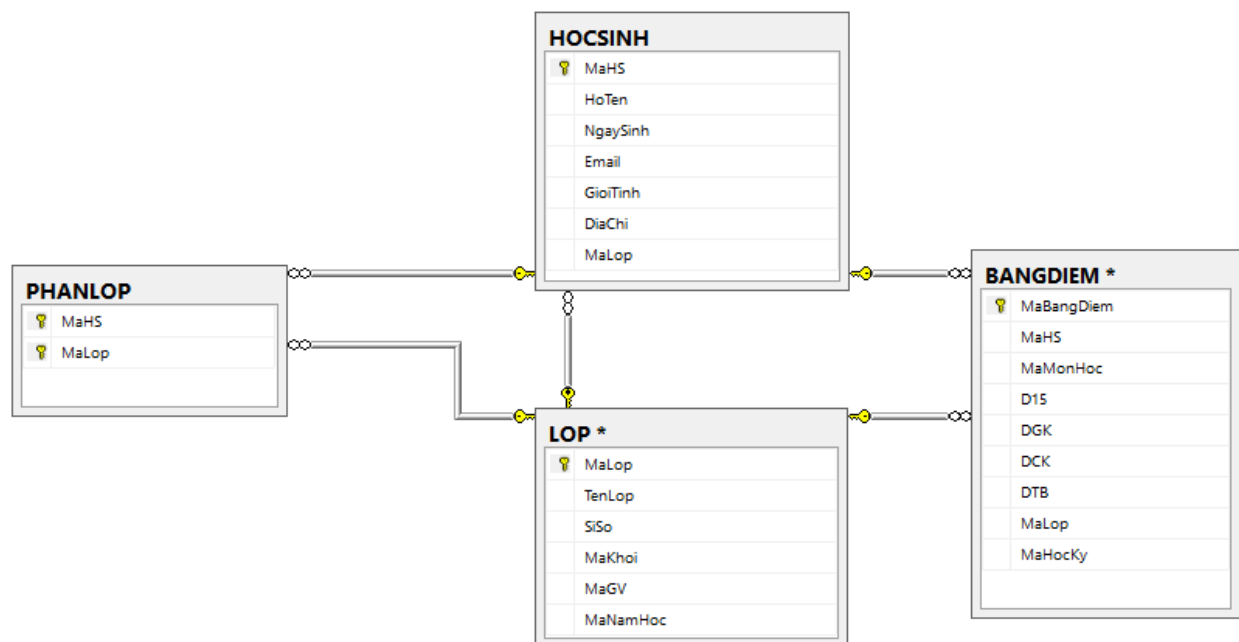 HOCSINH
MaHS
HoTen
NgaySinh
Email
GioiTinh
DiaChi
MaLop
PHANLOP
MaHS
MaLop
BANGDIEM *
MaBangDiem
MaHS
MaMonHoc
D15
DGK
DCK
DTB
MaLop
MaHocKy
LOP *
MaLop
TenLop
SiSo
MaKhoi
MaGV
MaNamHoc